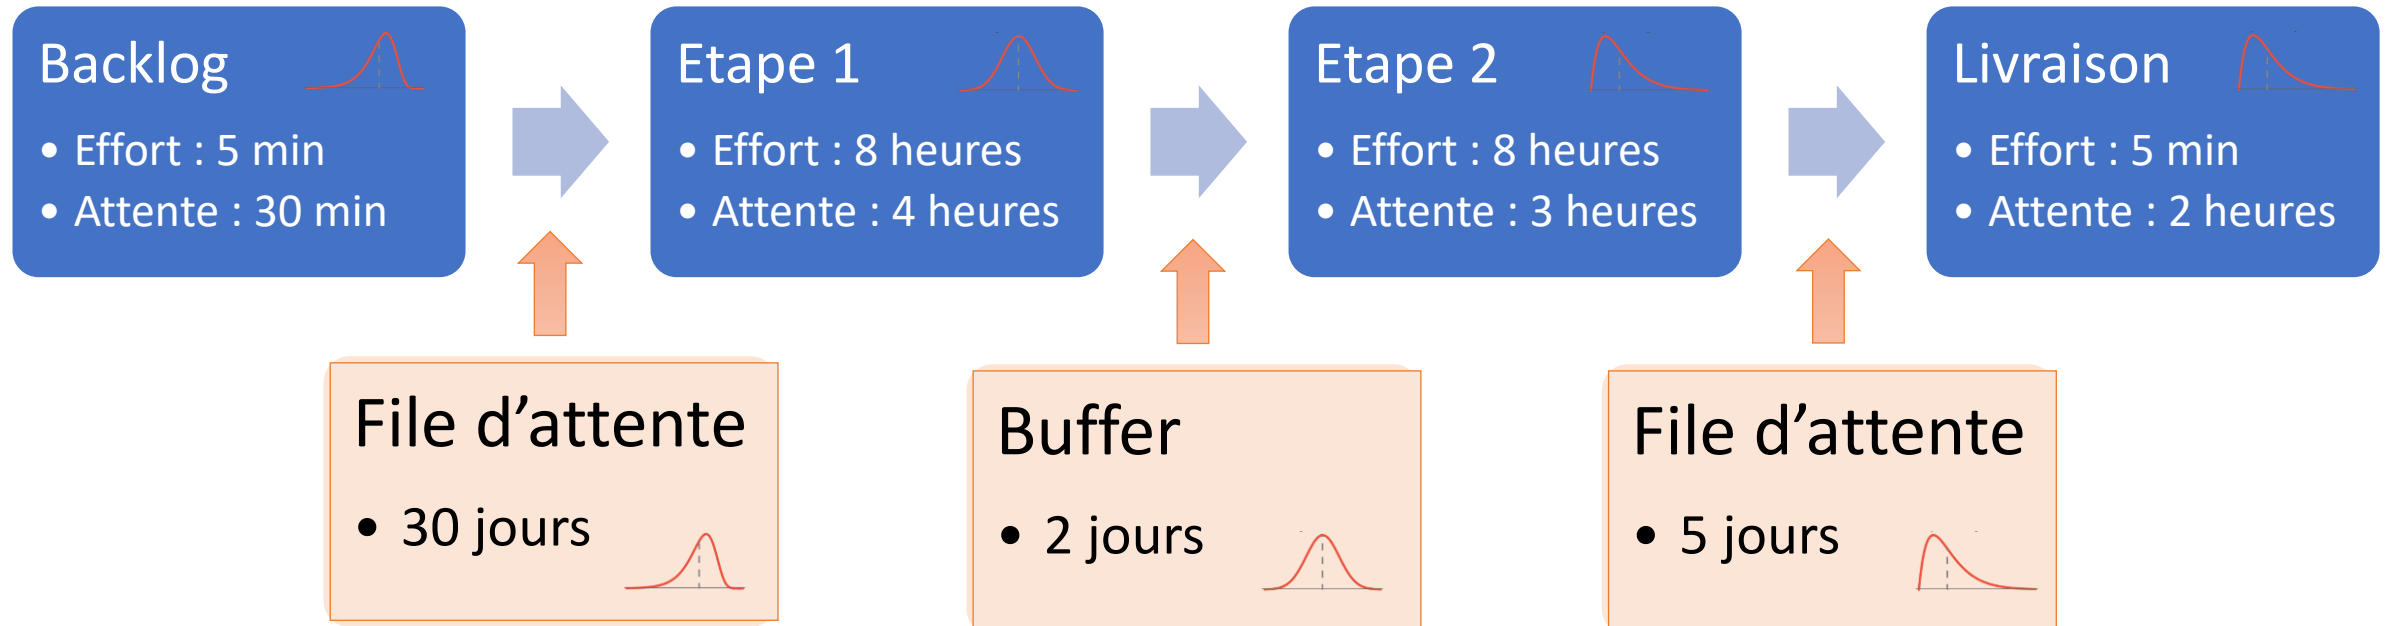 Backlog
• Effort : 5 min
• Attente : 30 min
Etape 1
• Effort : 8 heures
• Attente : 4 heures
Etape 2
• Effort : 8 heures
• Attente : 3 heures
Livraison
• Effort : 5 min
• Attente : 2 heures
File d’attente
• 30 jours
Buffer
• 2 jours
File d’attente
• 5 jours